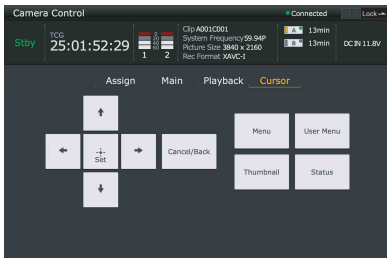 Camera Control
Connected
Lock
Stby
TCG
25:01:52:29
1 2
Clip A001C001
System Frequency 59.94P
Picture Size 3840 x 2160
Rec Format XAVC-I
A 13min
B 13min
DC IN 11.8V
Assign Main Playback Cursor
Set
Cancel/Back
Menu
User Menu
Thumbnail
Status